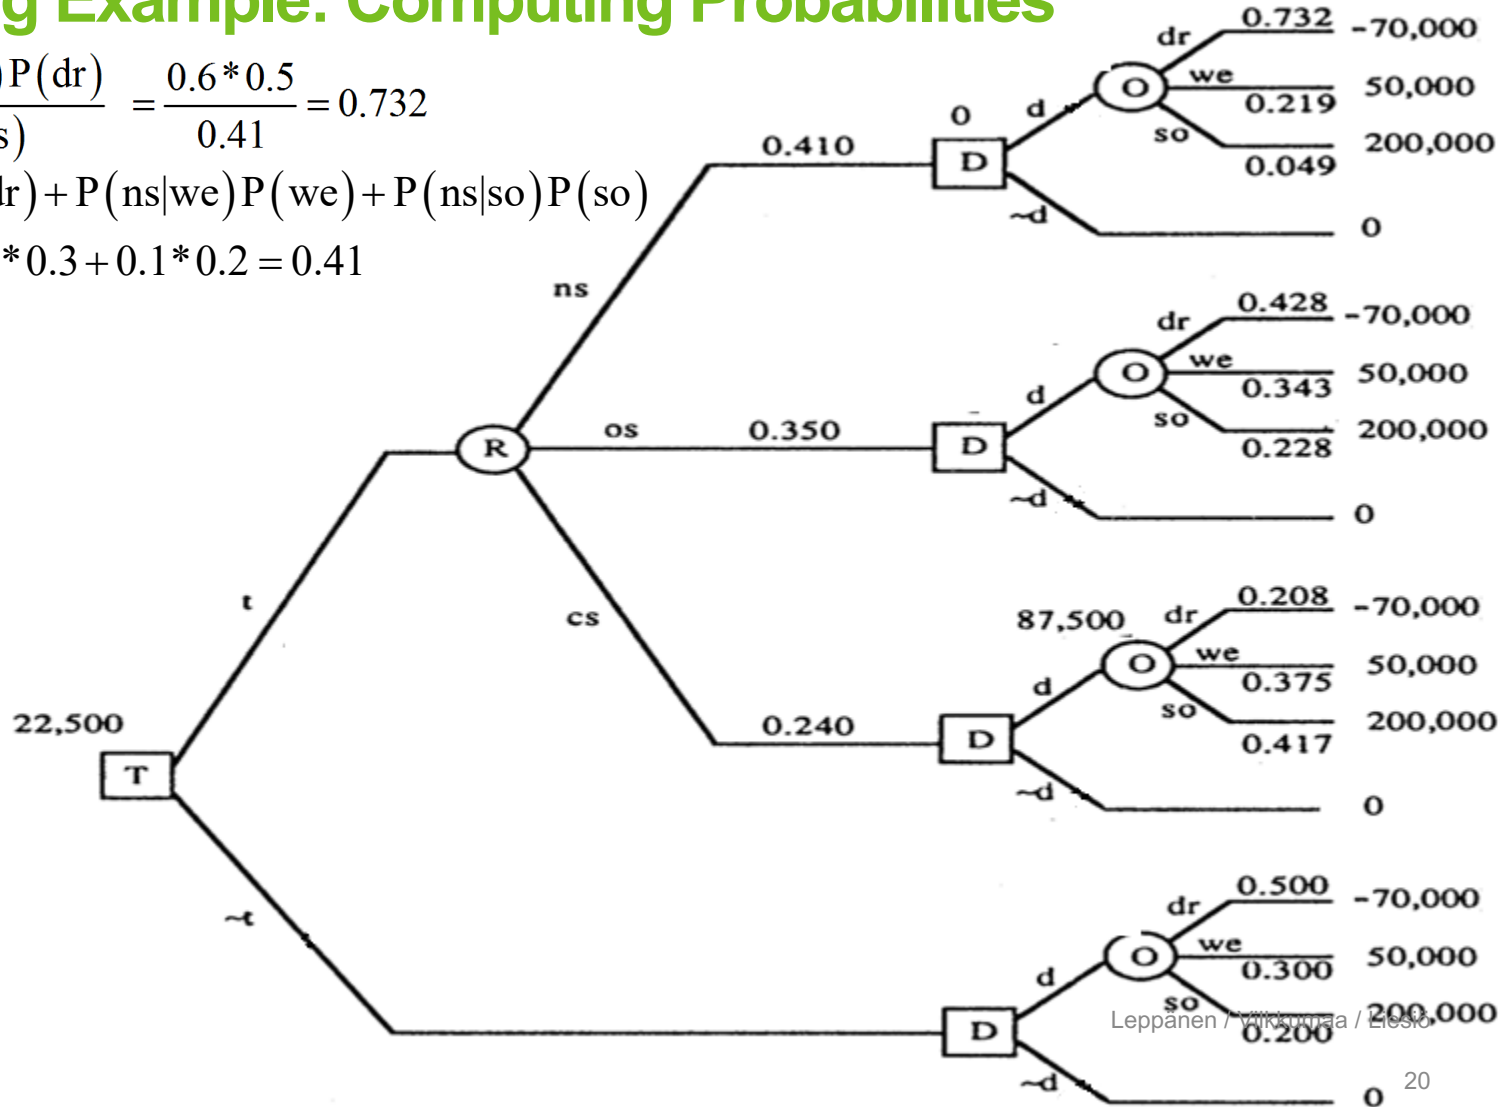 g Example: Computing Probabilities
)P(dr) / s) = 0.6*0.5 / 0.41 = 0.732
dr)+P(ns|we)P(we)+P(ns|so)P(so)
*0.3+0.1*0.2=0.41
dr 0.732 -70,000
0 d O we 0.219 50,000
so 0.049 200,000
0.410 D
~d 0
ns
dr 0.428 -70,000
d O we 0.343 50,000
so 0.228 200,000
R os 0.350 D
~d 0
t
cs
dr 0.208 -70,000
87,500 d O we 0.375 50,000
so 0.417 200,000
0.240 D
~d 0
22,500
T
~t
dr 0.500 -70,000
d O we 0.300 50,000
so 0.200 200,000
D
~d 0
Leppänen / Vilkkumaa / Liesiö
20